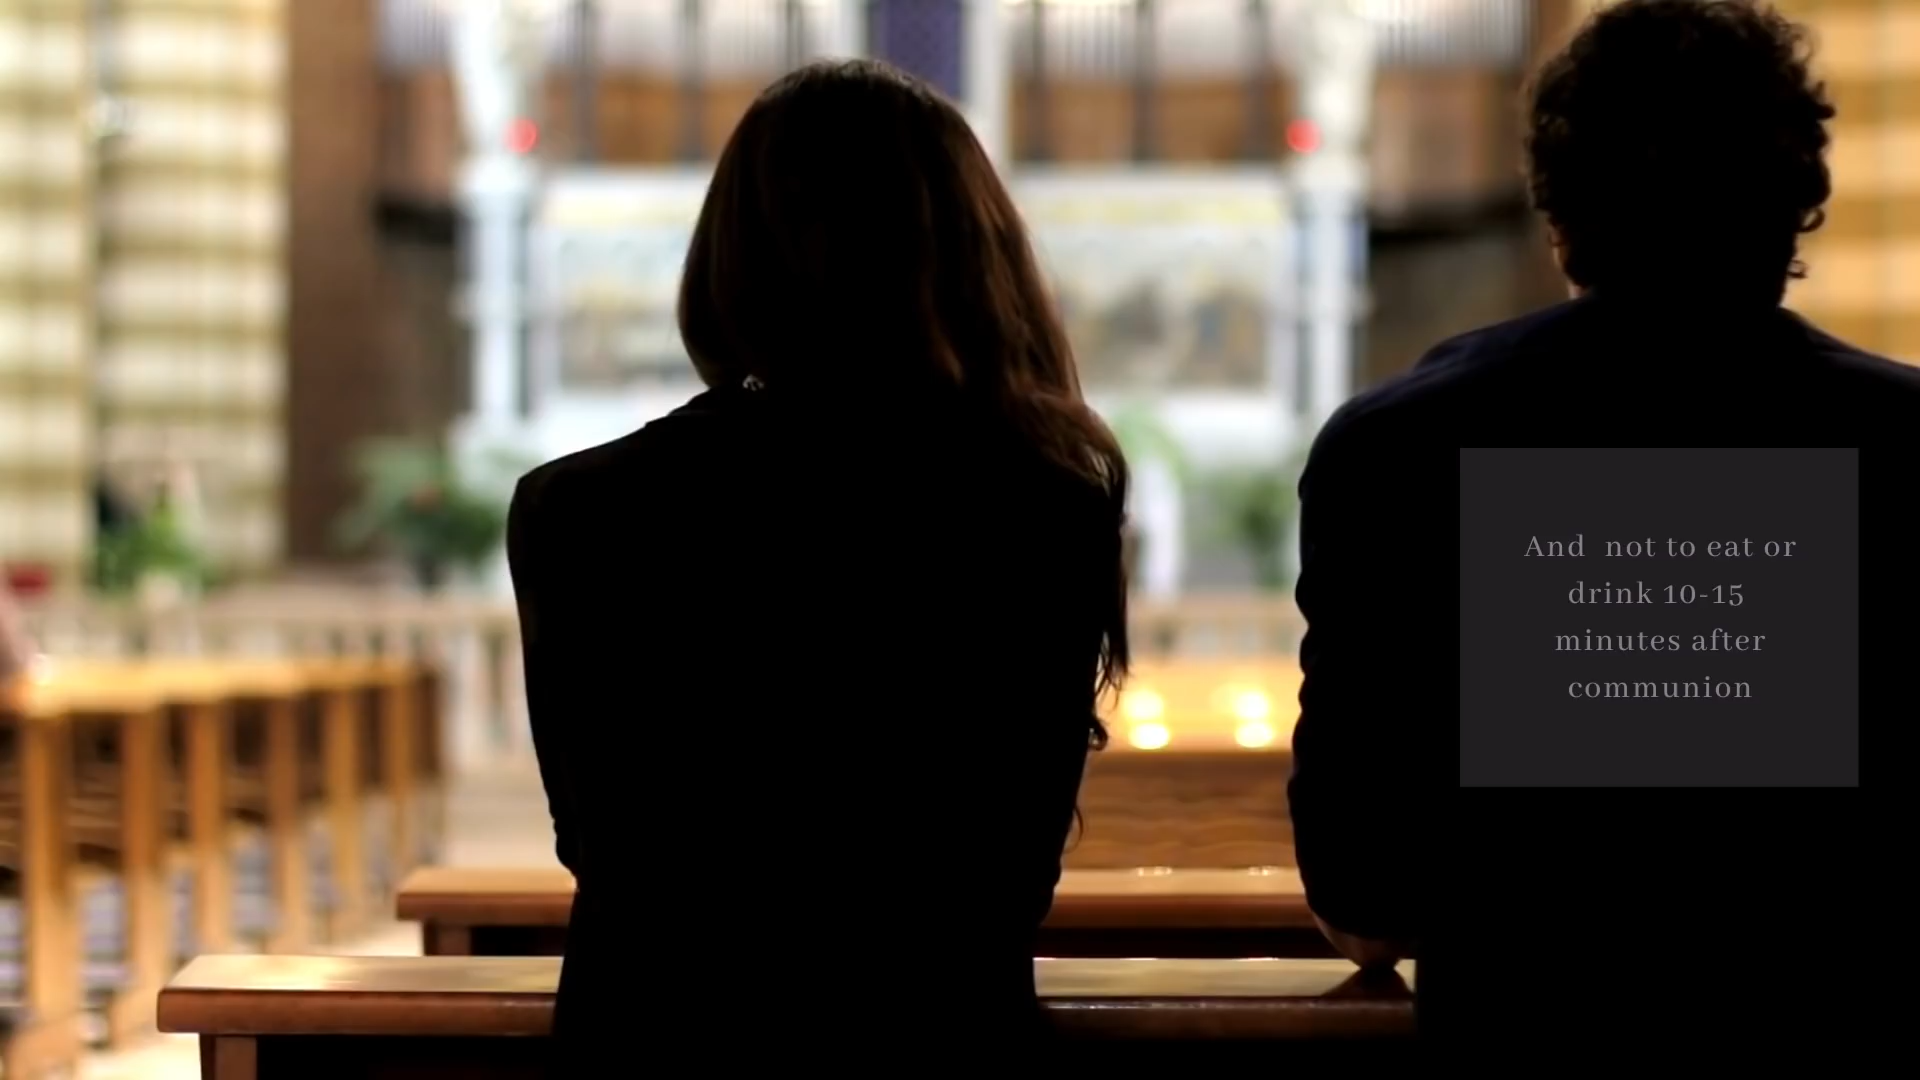 And  not to eat or
drink 10-15
minutes after
communion